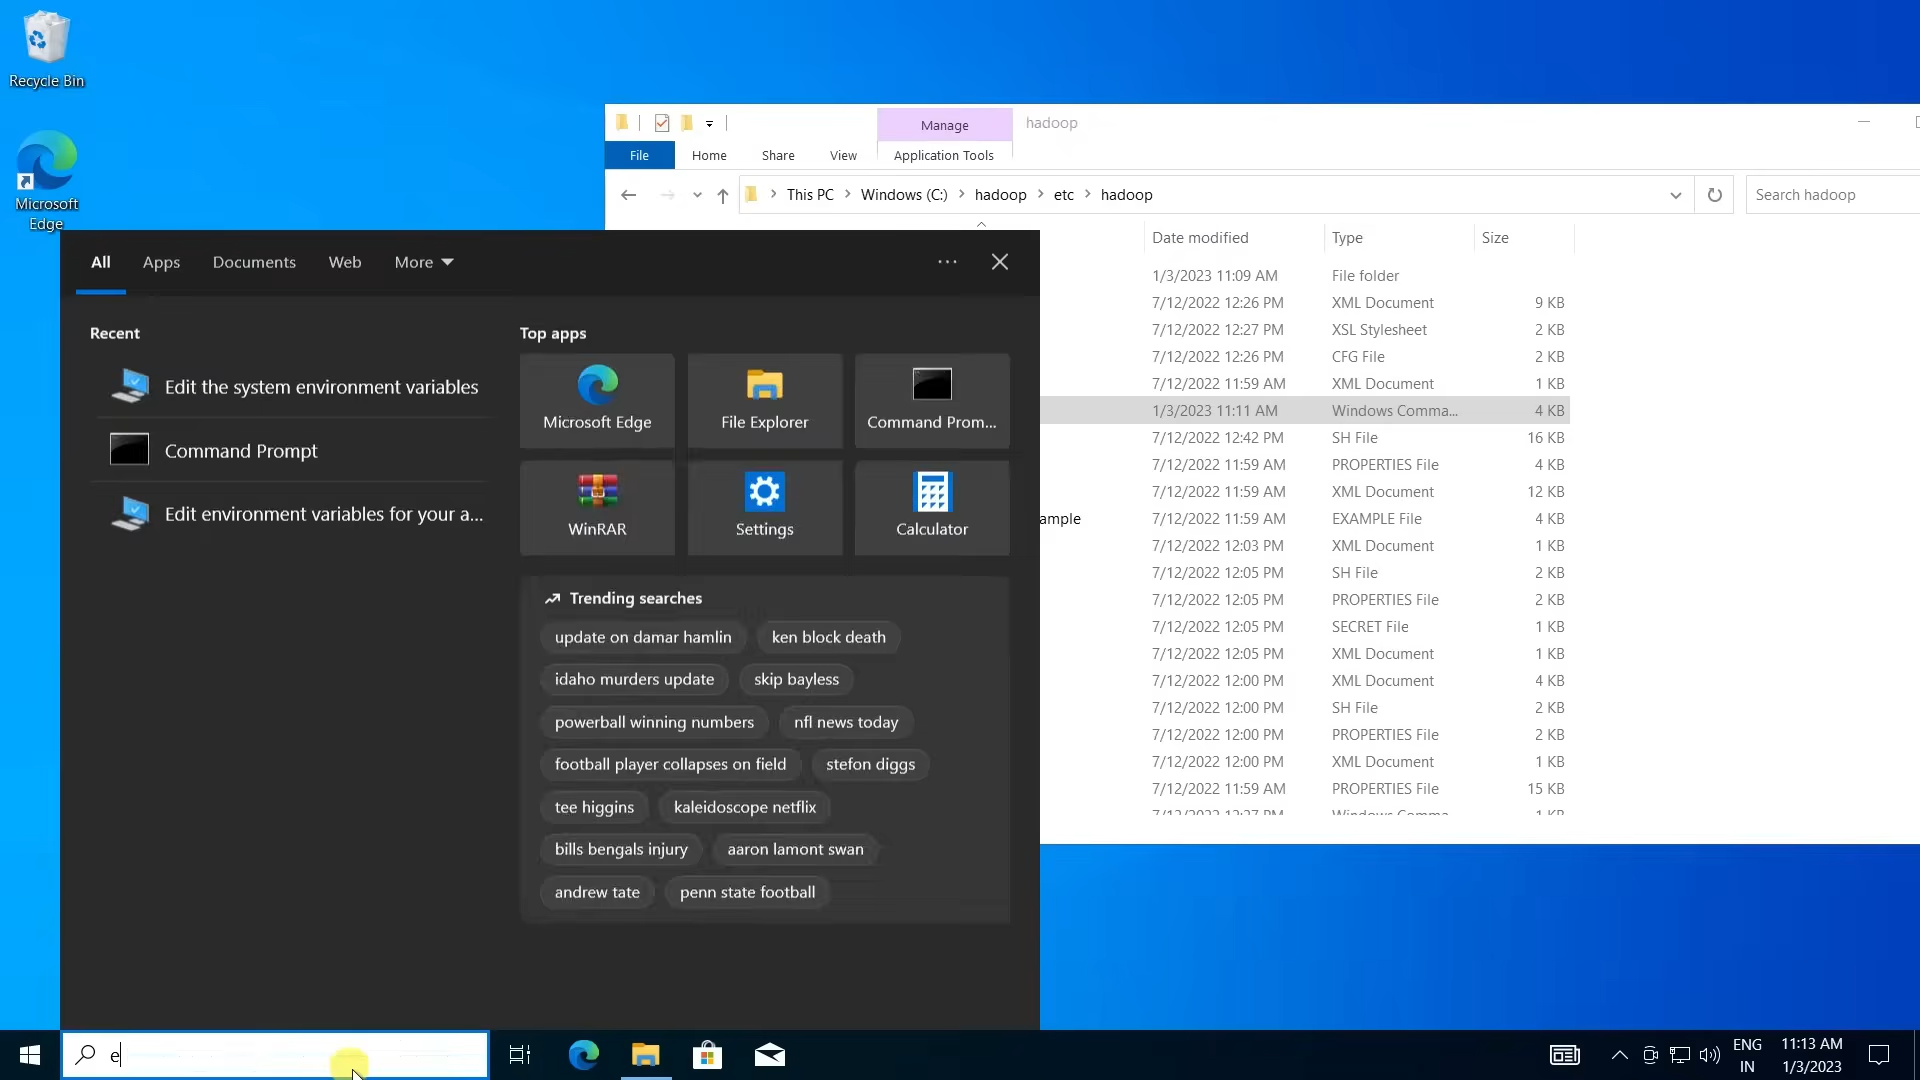 Recycle Bin
Microsoft
Edge
Manage
hadoop
File
Home
Share
View
Application Tools
This PC
Windows (C:)
hadoop
etc
hadoop
Search hadoop
Date modified
Type
Size
1/3/2023 11:09 AM File folder
7/12/2022 12:26 PM XML Document 9 KB
7/12/2022 12:27 PM XSL Stylesheet 2 KB
7/12/2022 12:26 PM CFG File 2 KB
7/12/2022 11:59 AM XML Document 1 KB
1/3/2023 11:11 AM Windows Comma... 4 KB
7/12/2022 12:42 PM SH File 16 KB
7/12/2022 11:59 AM PROPERTIES File 4 KB
7/12/2022 11:59 AM XML Document 12 KB
ample 7/12/2022 11:59 AM EXAMPLE File 4 KB
7/12/2022 12:03 PM XML Document 1 KB
7/12/2022 12:05 PM SH File 2 KB
7/12/2022 12:05 PM PROPERTIES File 2 KB
7/12/2022 12:05 PM SECRET File 1 KB
7/12/2022 12:05 PM XML Document 1 KB
7/12/2022 12:00 PM XML Document 4 KB
7/12/2022 12:00 PM SH File 2 KB
7/12/2022 12:00 PM PROPERTIES File 2 KB
7/12/2022 12:00 PM XML Document 1 KB
7/12/2022 11:59 AM PROPERTIES File 15 KB
7/12/2022 12:27 PM Windows Comma... 1 KB
All
Apps
Documents
Web
More
Recent
Edit the system environment variables
Command Prompt
Edit environment variables for your a...
Top apps
Microsoft Edge
File Explorer
Command Prom...
WinRAR
Settings
Calculator
Trending searches
update on damar hamlin
ken block death
idaho murders update
skip bayless
powerball winning numbers
nfl news today
football player collapses on field
stefon diggs
tee higgins
kaleidoscope netflix
bills bengals injury
aaron lamont swan
andrew tate
penn state football
e
ENG
IN
11:13 AM
1/3/2023